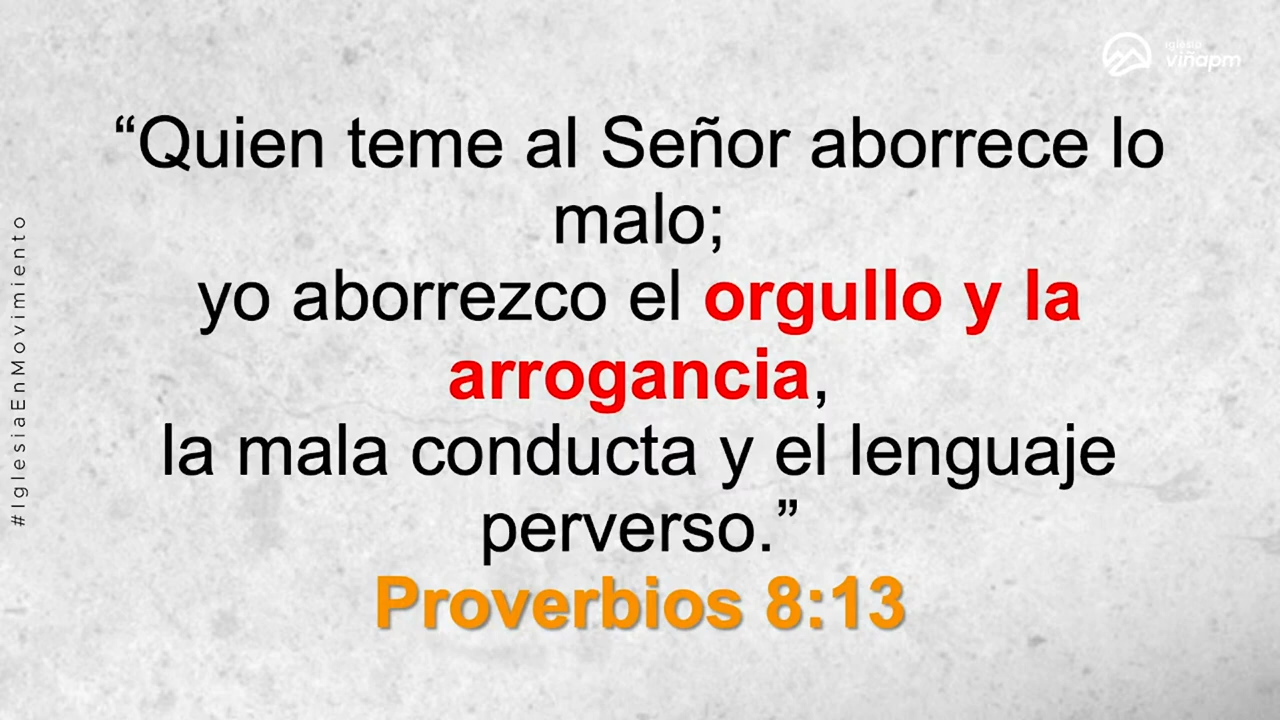 iglesia
viñapm
“Quien teme al Señor aborrece lo
malo;
yo aborrezco el orgullo y la
arrogancia,
la mala conducta y el lenguaje
perverso.”
Proverbios 8:13
#IglesiaEnMovimiento